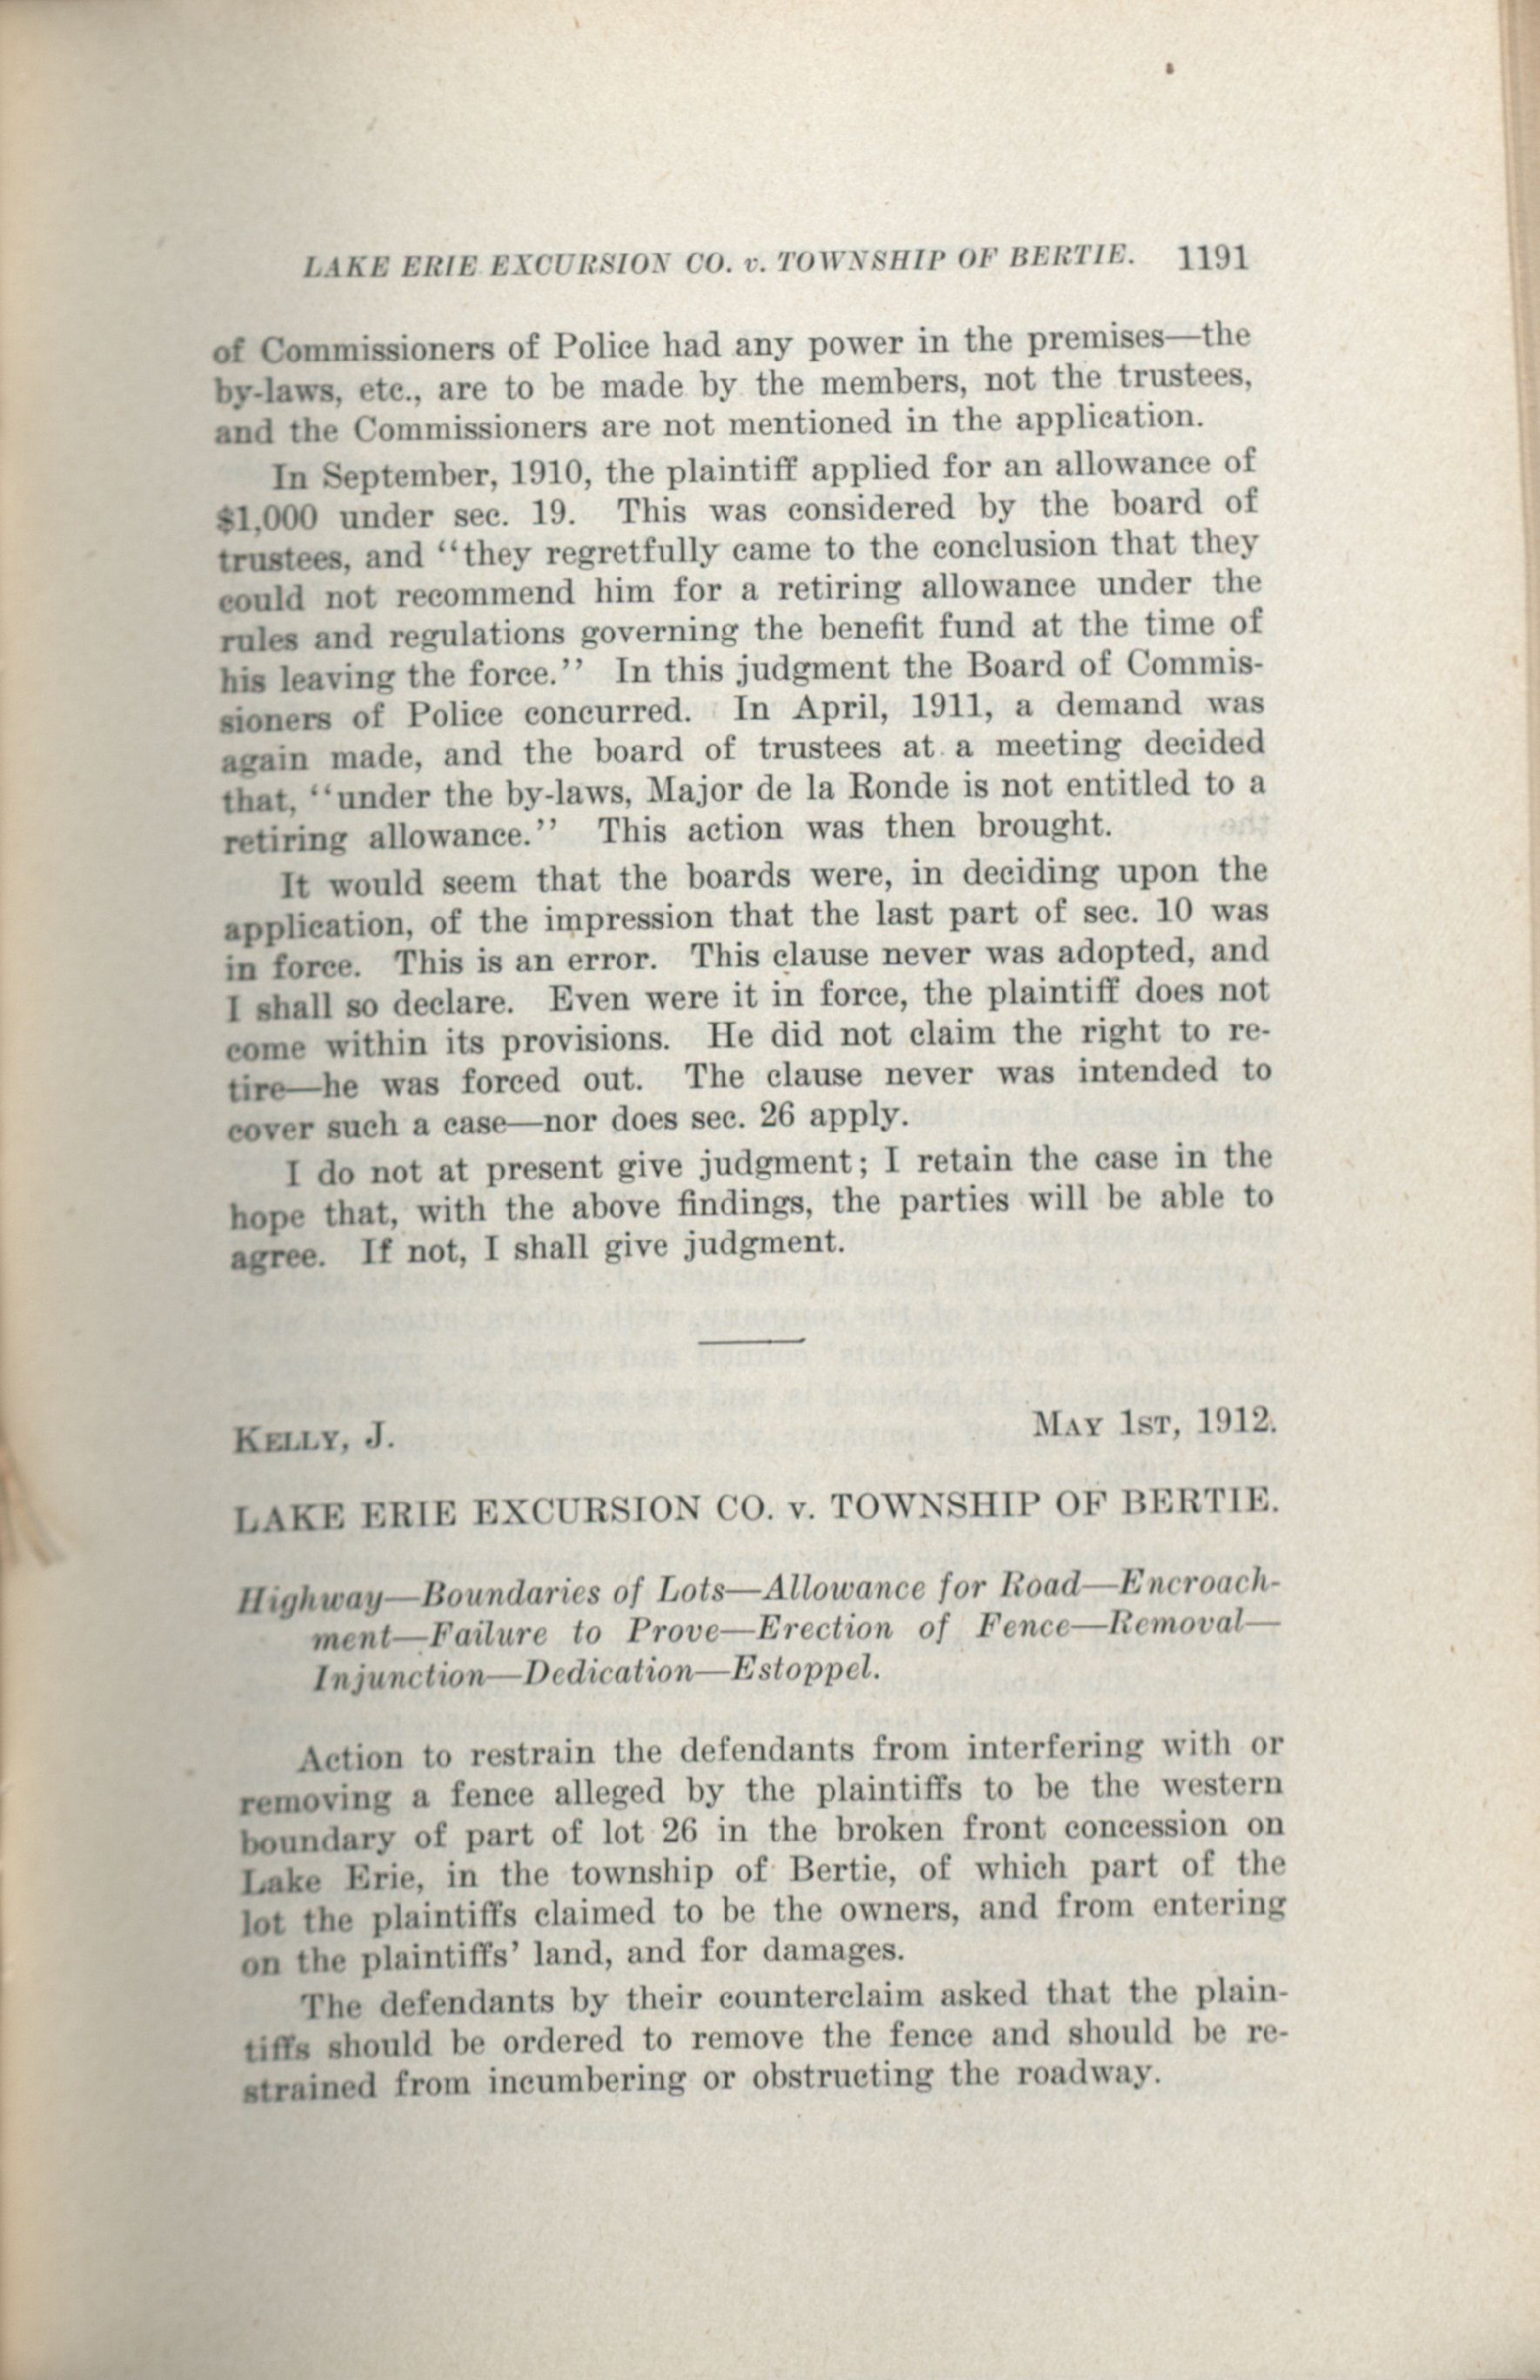 LAKE ERIE EXCURSION CO. v. TOWNSHIP OF BERTIE. 1191
of Commissioners of Police had any power in the premises—the
by-laws, etc., are to be made by the members, not the trustees,
and the Commissioners are not mentioned in the application.
In September, 1910, the plaintiff applied for an allowance of
$1,000 under sec. 19. This was considered by the board of
trustees, and ‘‘they regretfully came to the conclusion that they
could not recommend him for a retiring allowance under the
rules and regulations governing the benefit fund at the time of
his leaving the force.’’ In this judgment the Board of Commis-
sioners of Police concurred. In April, 1911, a demand was
again made, and the board of trustees at a meeting decided
that, ‘‘under the by-laws, Major de la Ronde is not entitled to a
retiring allowance.’’ This action was then brought.
It would seem that the boards were, in deciding upon the
application, of the impression that the last part of sec. 10 was
in force. This is an error. This clause never was adopted, and
I shall so declare. Even were it in force, the plaintiff does not
come within its provisions. He did not claim the right to re-
tire—he was forced out. The clause never was intended to
cover such a case—nor does sec. 26 apply.
I do not at present give judgment; I retain the case in the
hope that, with the above findings, the parties will be able to
agree. If not, I shall give judgment.
KELLY, J. MAY 1ST, 1912.
LAKE ERIE EXCURSION CO. v. TOWNSHIP OF BERTIE.
Highway—Boundaries of Lots—Allowance for Road—Encroach-
ment—Failure to Prove—Erection of Fence—Removal—
Injunction—Dedication—Estoppel.
Action to restrain the defendants from interfering with or
removing a fence alleged by the plaintiffs to be the western
boundary of part of lot 26 in the broken front concession on
Lake Erie, in the township of Bertie, of which part of the
lot the plaintiffs claimed to be the owners, and from entering
on the plaintiffs’ land, and for damages.
The defendants by their counterclaim asked that the plain-
tiffs should be ordered to remove the fence and should be re-
strained from incumbering or obstructing the roadway.